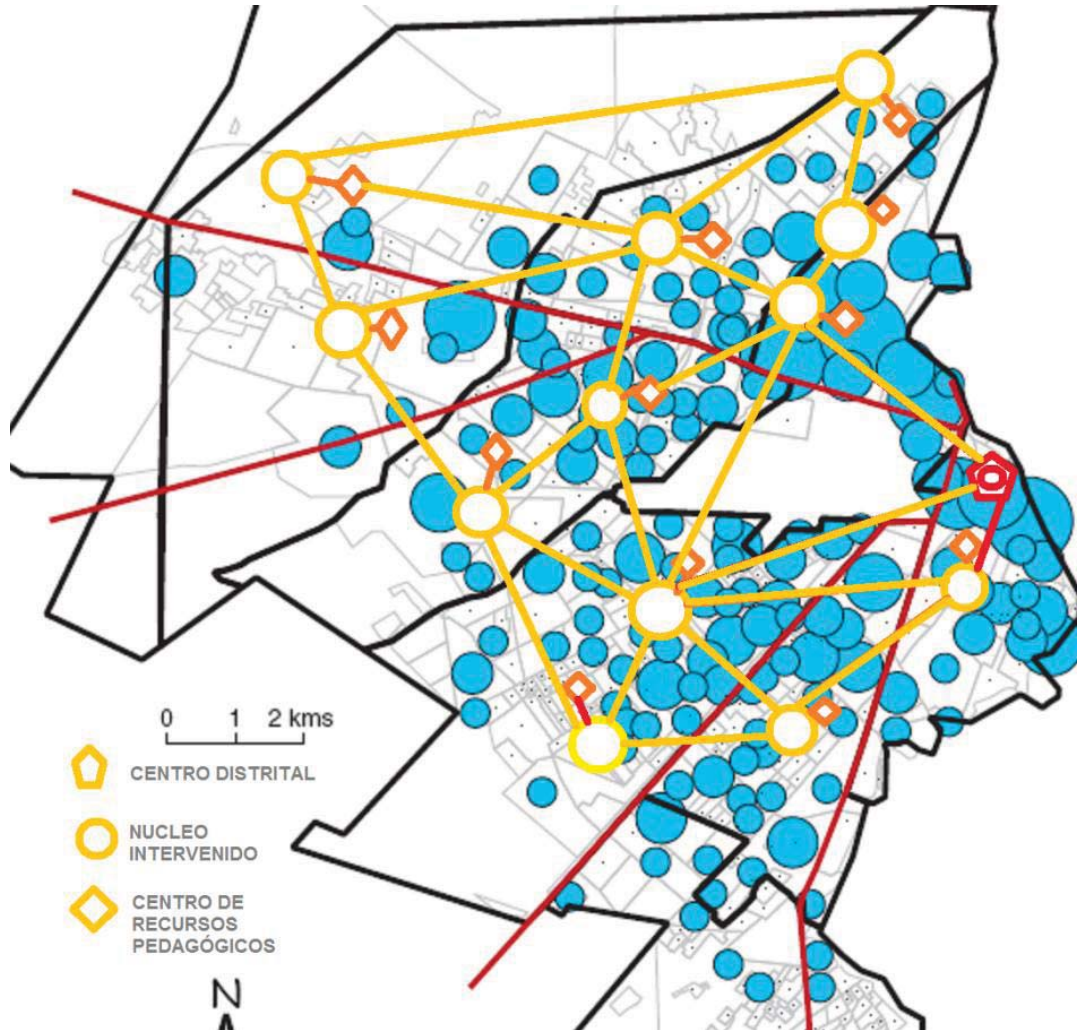 0 1 2 kms
CENTRO DISTRITAL
NUCLEO
INTERVENIDO
CENTRO DE
RECURSOS
PEDAGÓGICOS
N